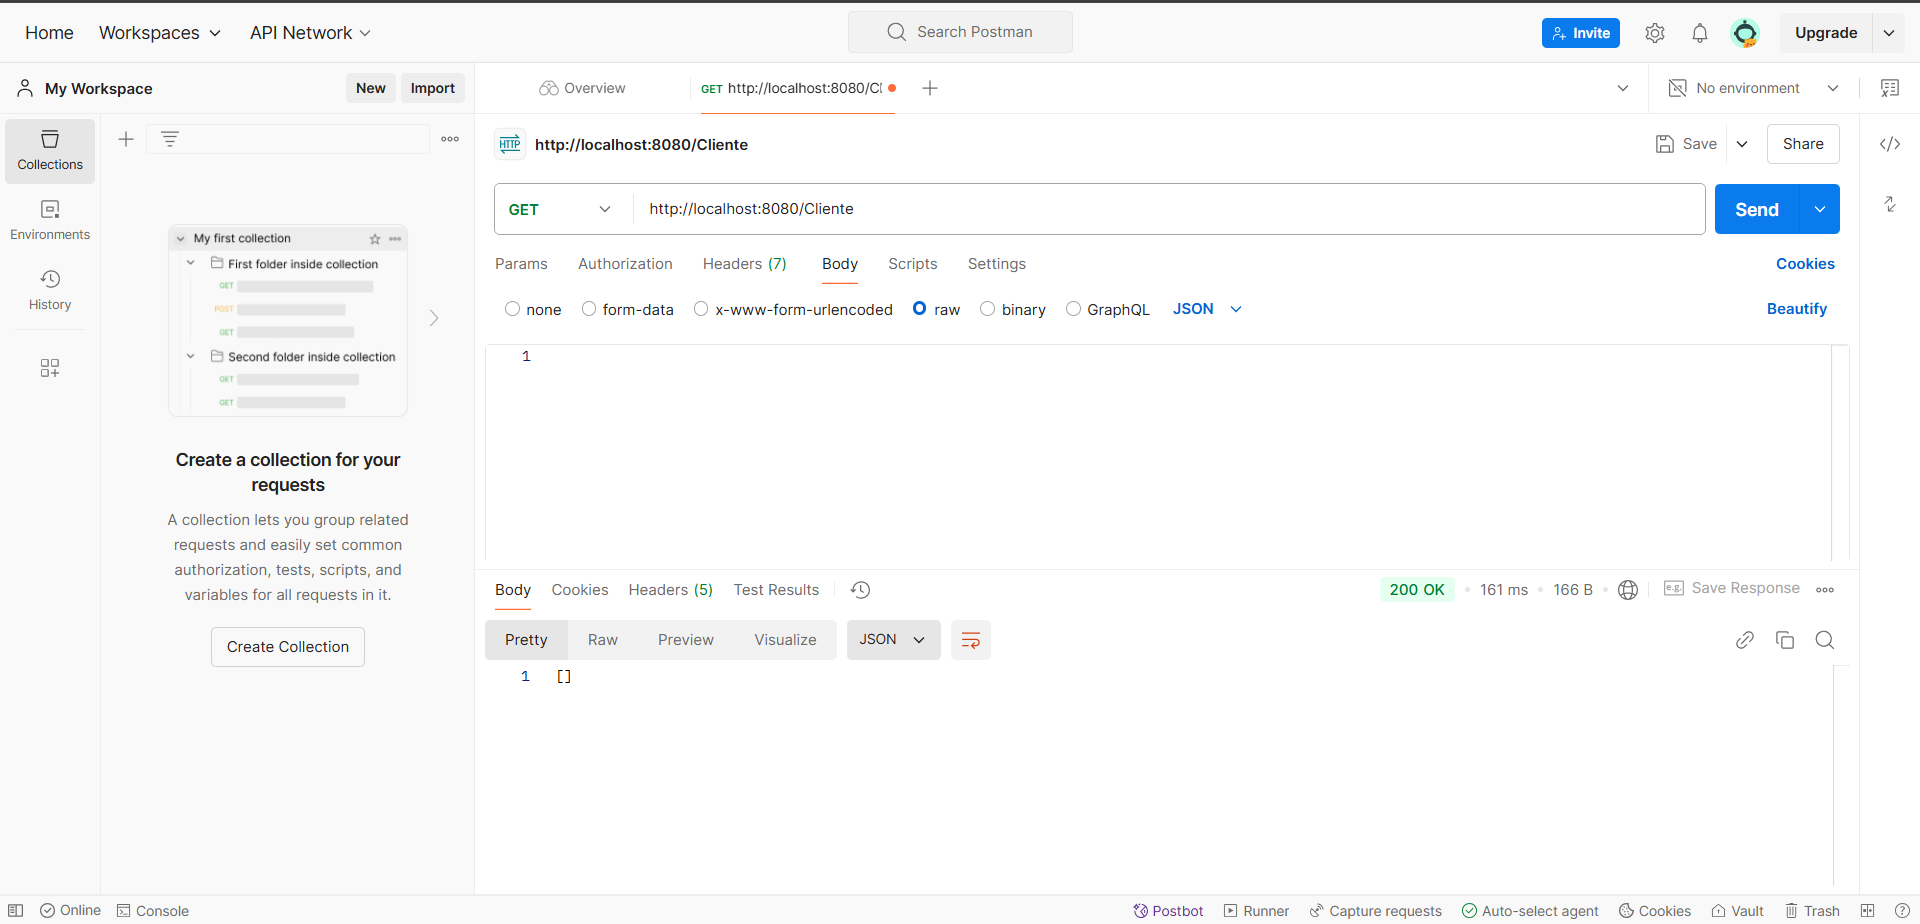 Home Workspaces API Network Search Postman Invite Upgrade
My Workspace New Import Overview GET http://localhost:8080/Cl No environment
Collections
Environments
History
My first collection
First folder inside collection
GET
POST
GET
Second folder inside collection
GET
GET
Create a collection for your
requests
A collection lets you group related
requests and easily set common
authorization, tests, scripts, and
variables for all requests in it.
Create Collection
HTTP http://localhost:8080/Cliente Save Share
GET http://localhost:8080/Cliente Send
Params Authorization Headers (7) Body Scripts Settings Cookies
none form-data x-www-form-urlencoded raw binary GraphQL JSON Beautify
1
Body Cookies Headers (5) Test Results 200 OK 161 ms 166 B e.g. Save Response
Pretty Raw Preview Visualize JSON
1 []
Online Console Postbot Runner Capture requests Auto-select agent Cookies Vault Trash